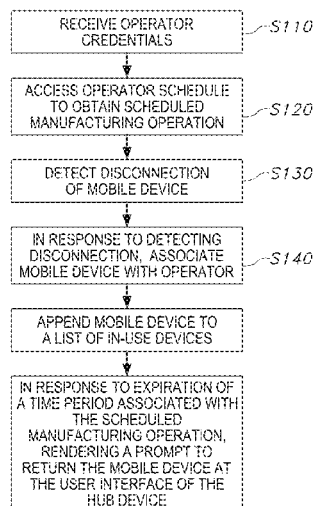 RECEIVE OPERATOR
CREDENTIALS
S110
ACCESS OPERATOR SCHEDULE
TO OBTAIN SCHEDULED
MANUFACTURING OPERATION
S120
DETECT DISCONNECTION
OF MOBILE DEVICE
S130
IN RESPONSE TO DETECTING
DISCONNECTION, ASSOCIATE
MOBILE DEVICE WITH OPERATOR
S140
APPEND MOBILE DEVICE TO
A LIST OF IN-USE DEVICES
IN RESPONSE TO EXPIRATION OF
A TIME PERIOD ASSOCIATED WITH
THE SCHEDULED
MANUFACTURING OPERATION,
RENDERING A PROMPT TO
RETURN THE MOBILE DEVICE AT
THE USER INTERFACE OF THE
HUB DEVICE